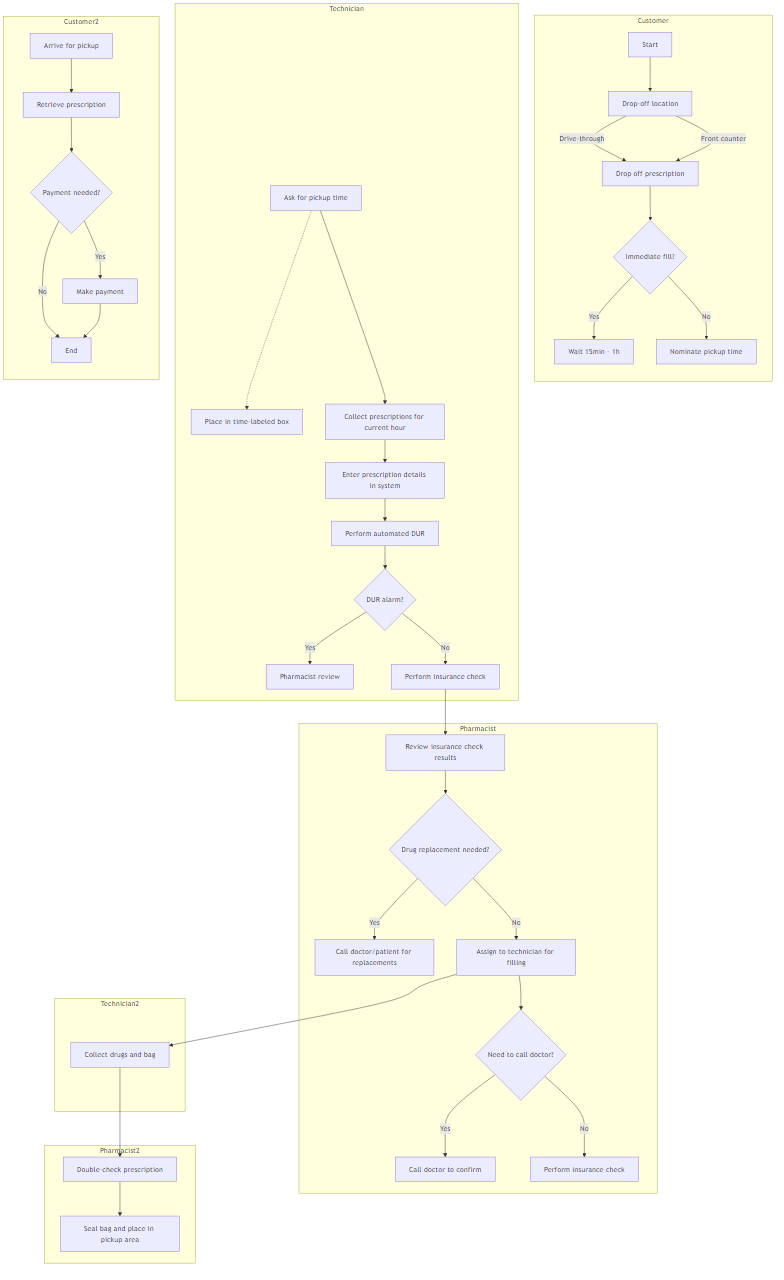 Customer2
Arrive for pickup
Retrieve prescription
Payment needed?
Yes
No
Make payment
End
Technician
Ask for pickup time
Place in time-labeled box
Collect prescriptions for
current hour
Enter prescription details
in system
Perform automated DUR
DUR alarm?
Yes
No
Pharmacist review
Perform insurance check
Customer
Start
Drop-off location
Drive-through
Front counter
Drop off prescription
Immediate fill?
Yes
No
Wait 15min - 1h
Nominate pickup time
Pharmacist
Review insurance check
results
Drug replacement needed?
Yes
No
Call doctor/patient for
replacements
Assign to technician for
filling
Need to call doctor?
Yes
No
Call doctor to confirm
Perform insurance check
Technician2
Collect drugs and bag
Pharmacist2
Double-check prescription
Seal bag and place in
pickup area